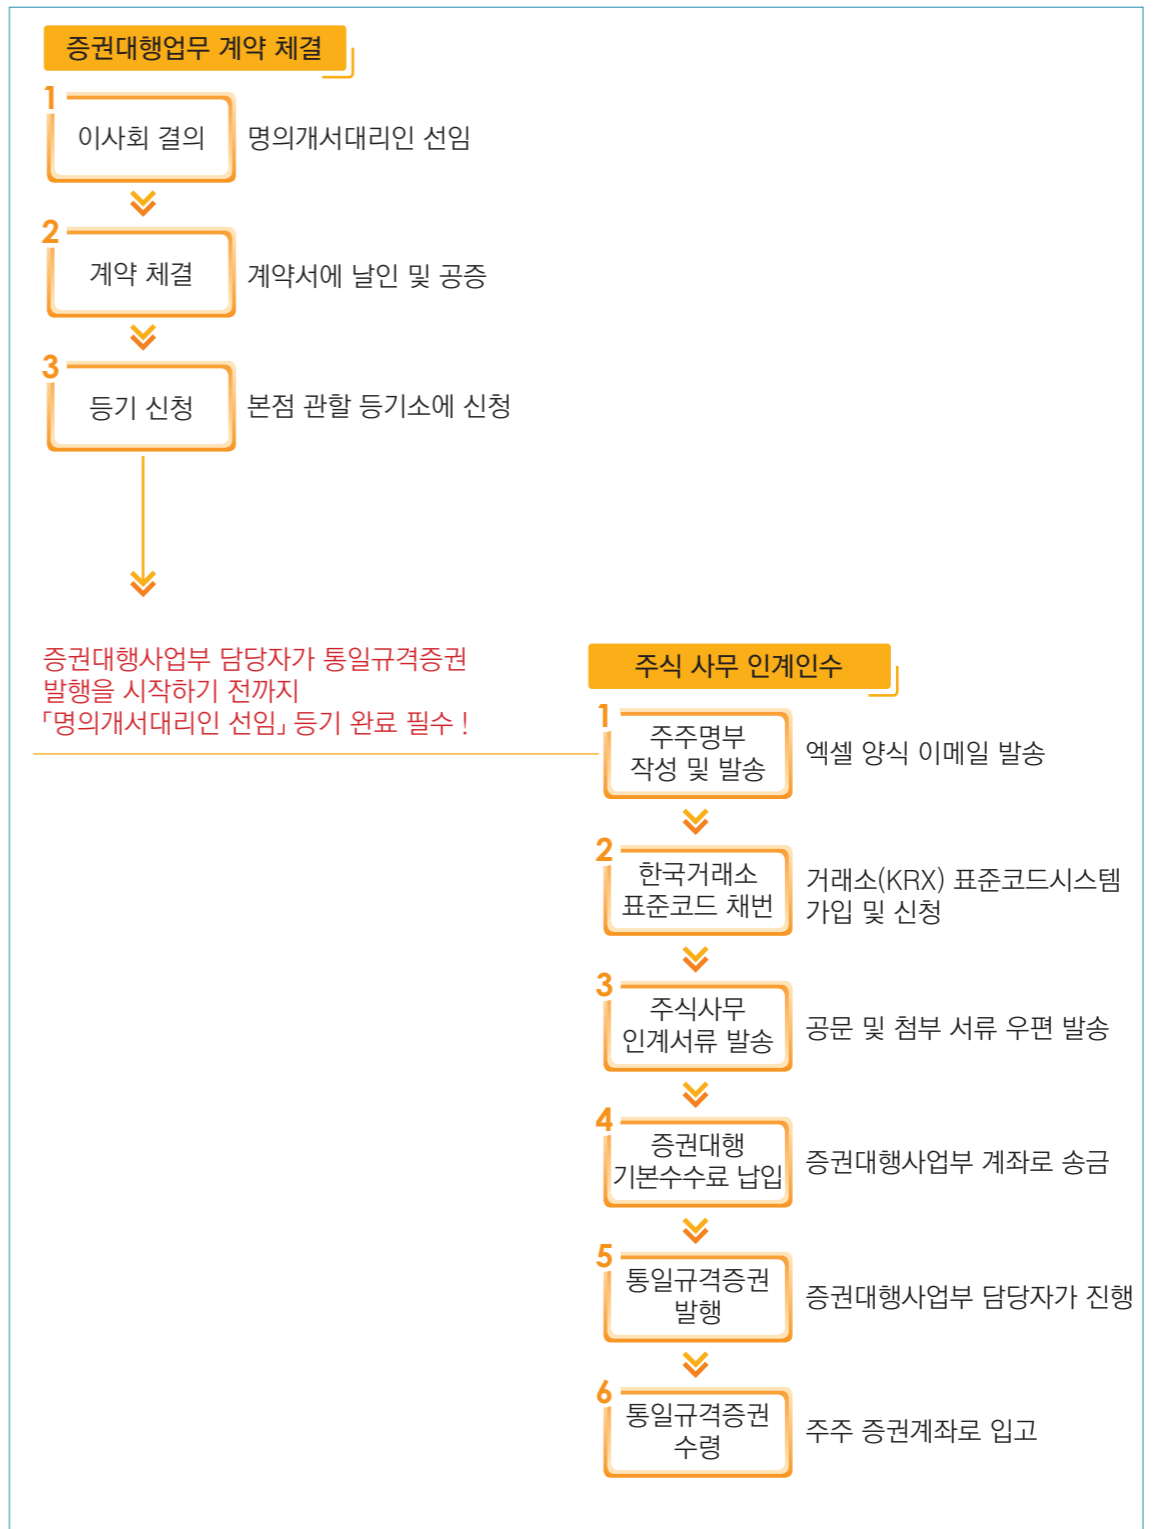 증권대행업무 계약 체결
1
이사회 결의
명의개서대리인 선임
2
계약 체결
계약서에 날인 및 공증
3
등기 신청
본점 관할 등기소에 신청
증권대행사업부 담당자가 통일규격증권
발행을 시작하기 전까지
「명의개서대리인 선임」 등기 완료 필수 !
주식 사무 인계인수
1
주주명부
작성 및 발송
엑셀 양식 이메일 발송
2
한국거래소
표준코드 채번
거래소(KRX) 표준코드시스템
가입 및 신청
3
주식사무
인계서류 발송
공문 및 첨부 서류 우편 발송
4
증권대행
기본수수료 납입
증권대행사업부 계좌로 송금
5
통일규격증권
발행
증권대행사업부 담당자가 진행
6
통일규격증권
수령
주주 증권계좌로 입고